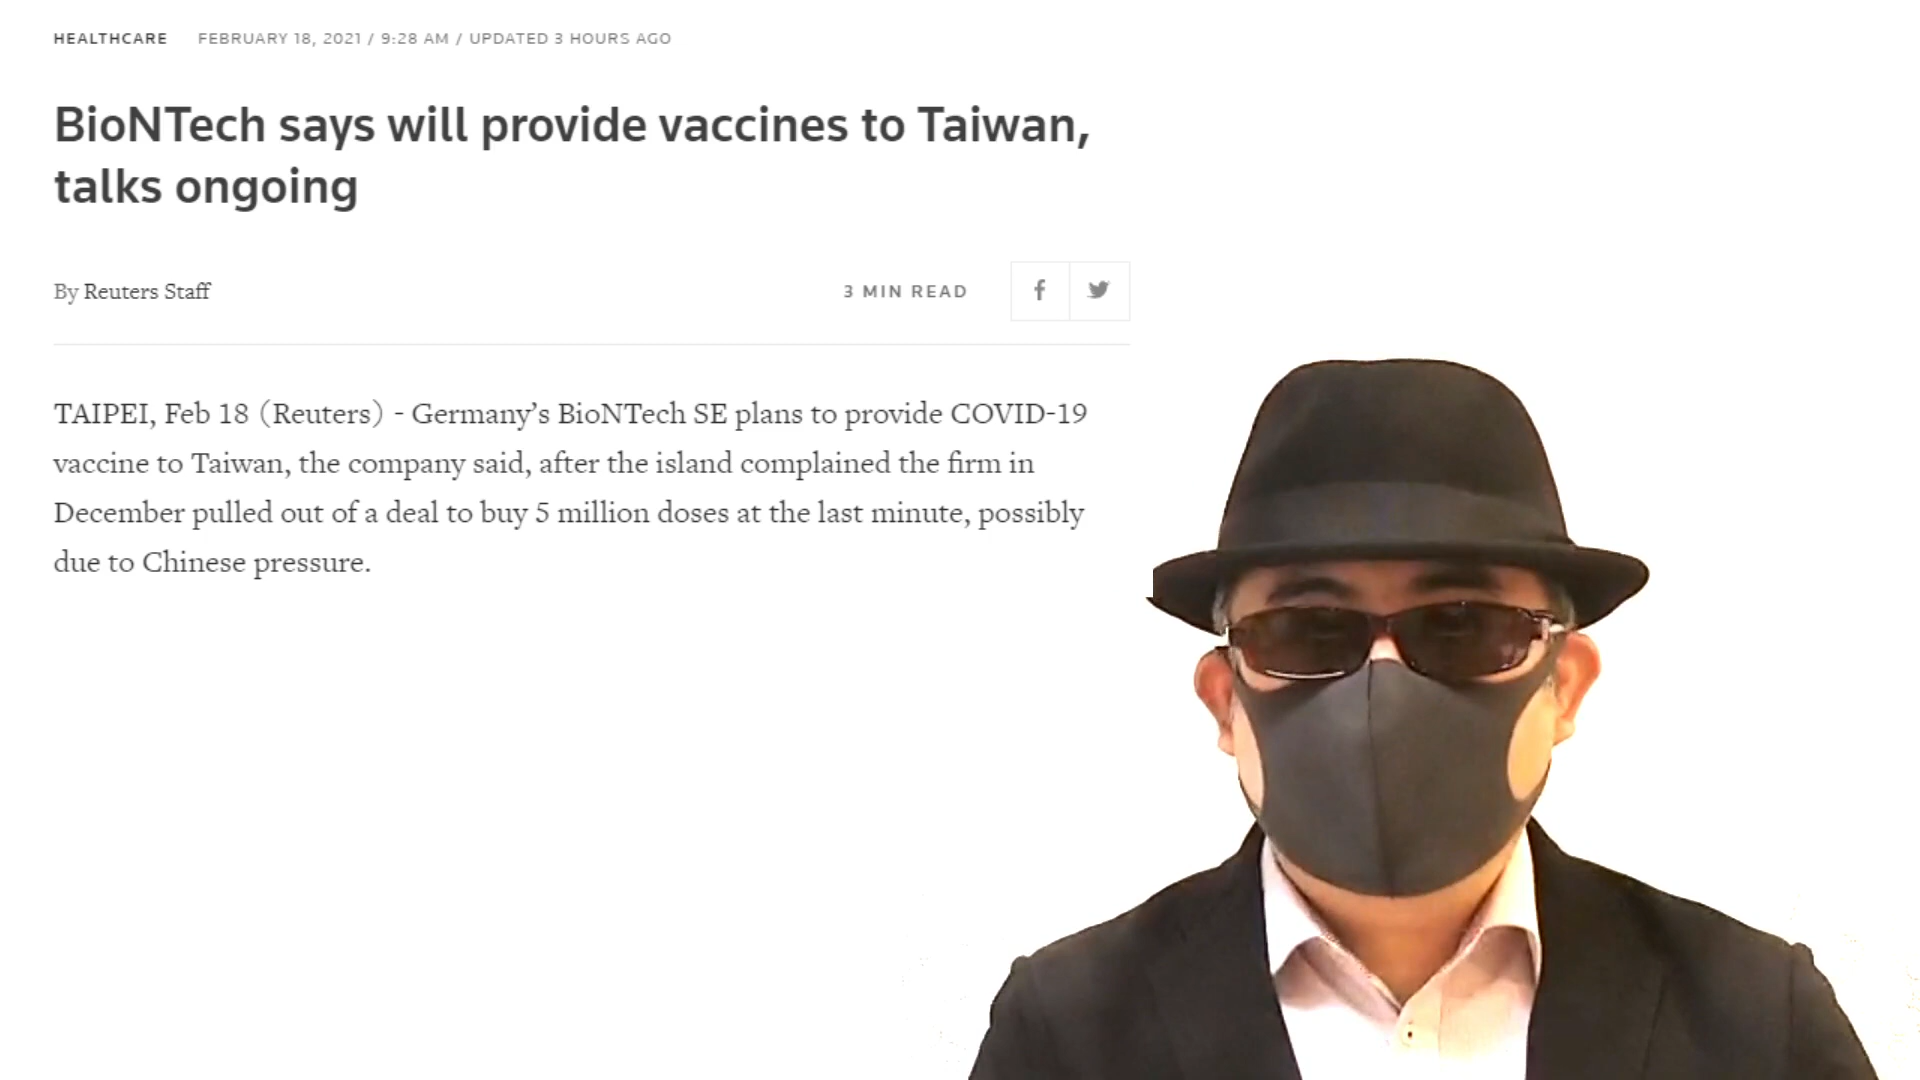 HEALTHCARE FEBRUARY 18, 2021 / 9:28 AM / UPDATED 3 HOURS AGO
BioNTech says will provide vaccines to Taiwan,
talks ongoing
By Reuters Staff 3 MIN READ
TAIPEI, Feb 18 (Reuters) - Germany’s BioNTech SE plans to provide COVID-19
vaccine to Taiwan, the company said, after the island complained the firm in
December pulled out of a deal to buy 5 million doses at the last minute, possibly
due to Chinese pressure.